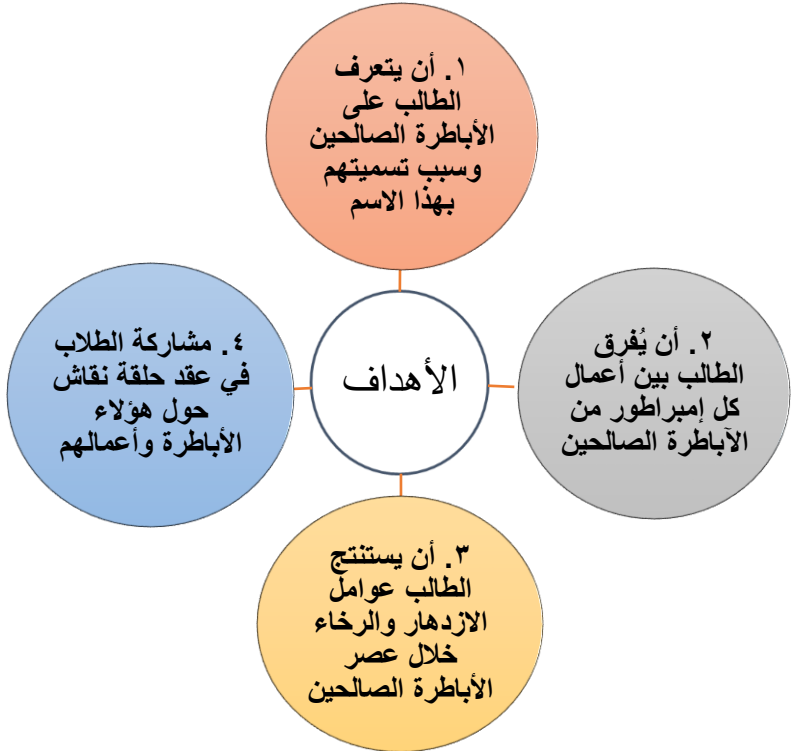 ١. أن يتعرف
الطالب على
الأباطرة الصالحين
وسبب تسميتهم
بهذا الاسم
٢. أن يُفرق
الطالب بين أعمال
كل إمبراطور من
الآباطرة الصالحين
٣. أن يستنتج
الطالب عوامل
الازدهار والرخاء
خلال عصر
الأباطرة الصالحين
٤. مشاركة الطلاب
في عقد حلقة نقاش
حول هؤلاء
الأباطرة وأعمالهم
الأهداف